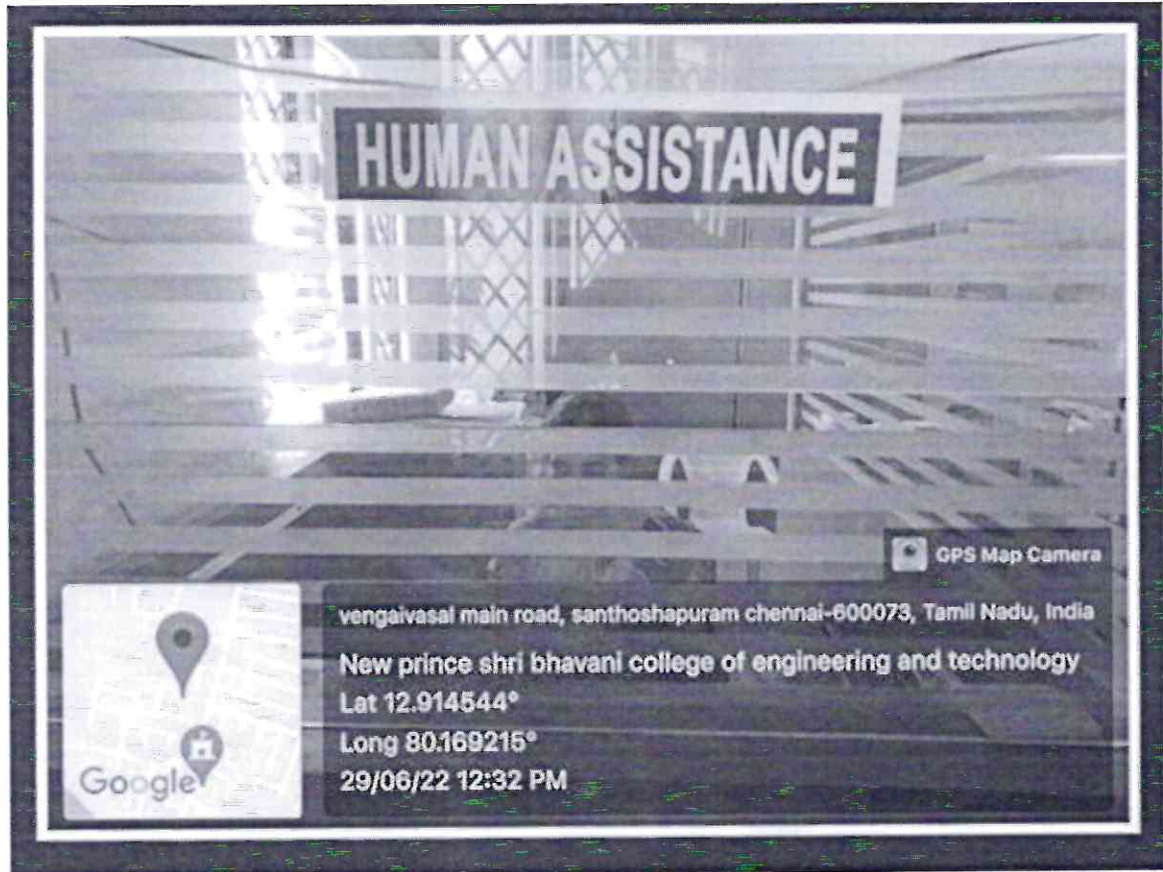 HUMAN ASSISTANCE
GPS Map Camera
vengaivasal main road, santhoshapuram chennai-600073, Tamil Nadu, India
New prince shri bhavani college of engineering and technology
Lat 12.914544°
Long 80.169215°
29/06/22 12:32 PM
Google